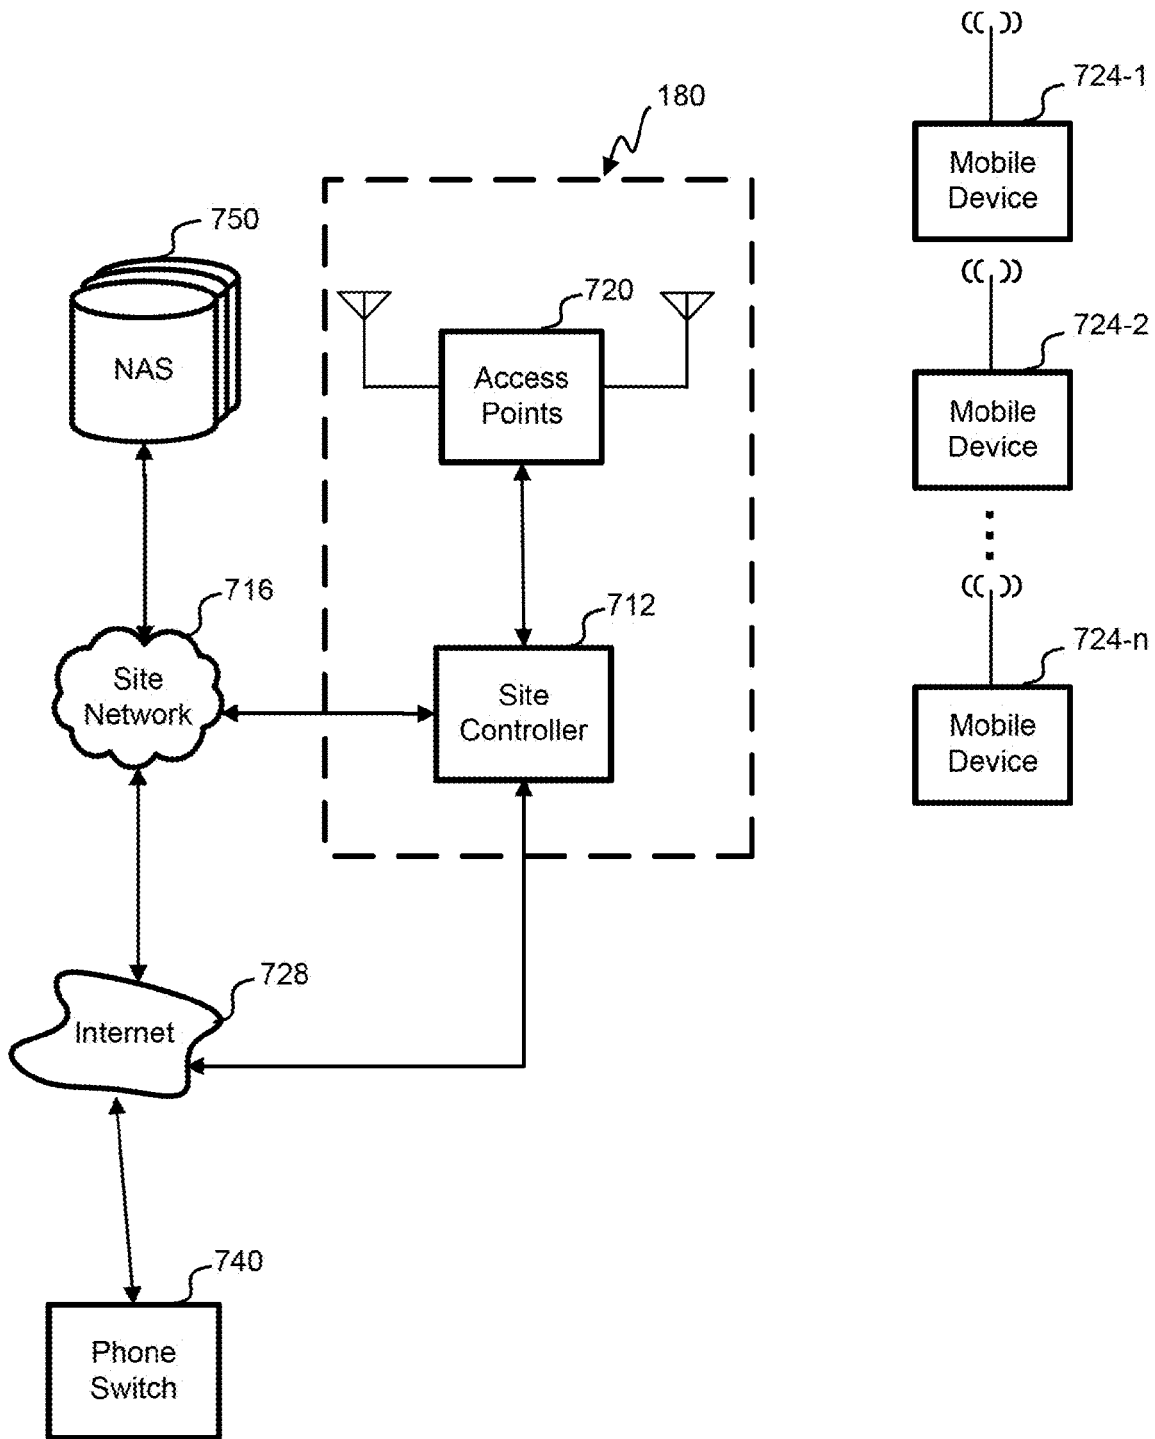 724-1
Mobile
Device
180
750
NAS
720
Access
Points
724-2
Mobile
Device
716
Site
Network
712
Site
Controller
724-n
Mobile
Device
728
Internet
740
Phone
Switch